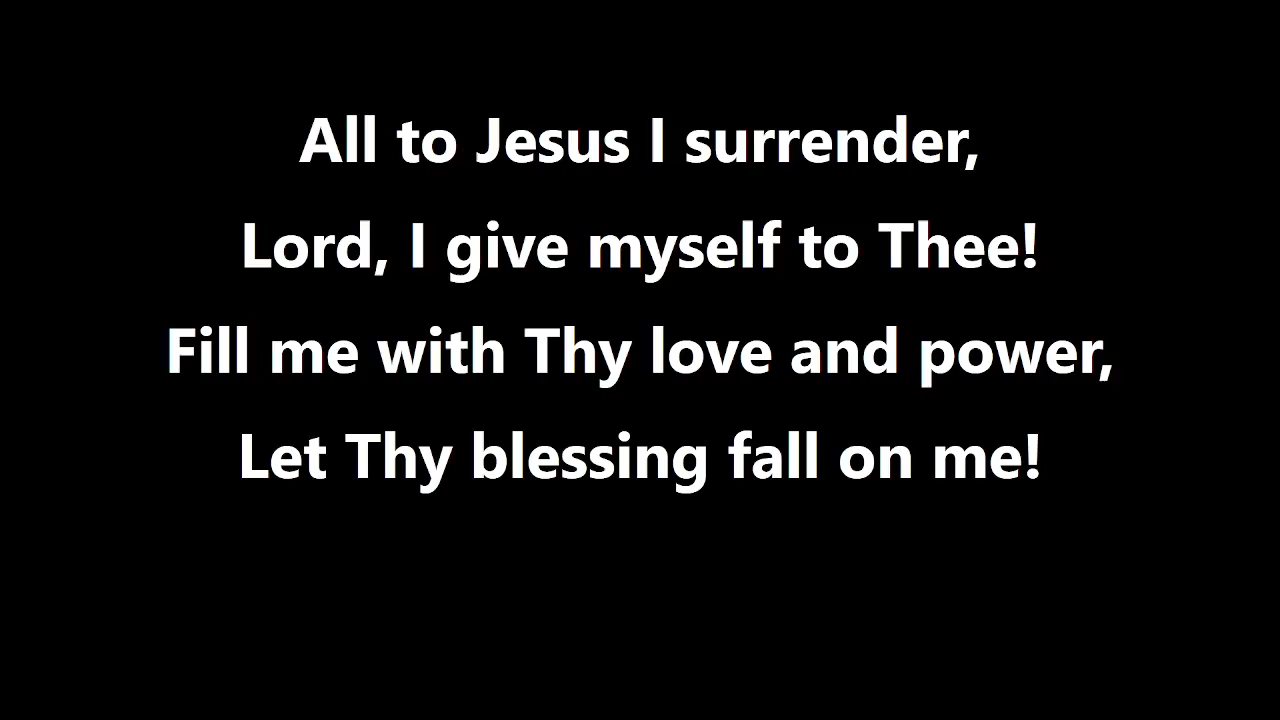 All to Jesus I surrender,
Lord, I give myself to Thee!
Fill me with Thy love and power,
Let Thy blessing fall on me!